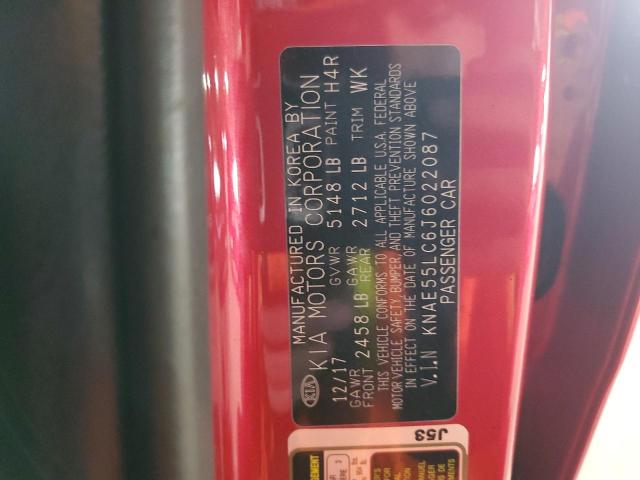 MANUFACTURED IN KOREA BY
KIA KIA MOTORS CORPORATION
12/17 GVWR 5148 LB PAINT H4R
GAWR FRONT 2458 LB GAWR REAR 2712 LB TRIM WK
THIS VEHICLE CONFORMS TO ALL APPLICABLE U.S.A. FEDERAL
MOTOR VEHICLE SAFETY, BUMPER, AND THEFT PREVENTION STANDARDS
IN EFFECT ON THE DATE OF MANUFACTURE SHOWN ABOVE
V.I.N KNAE55LC6J6022087
PASSENGER CAR
J53